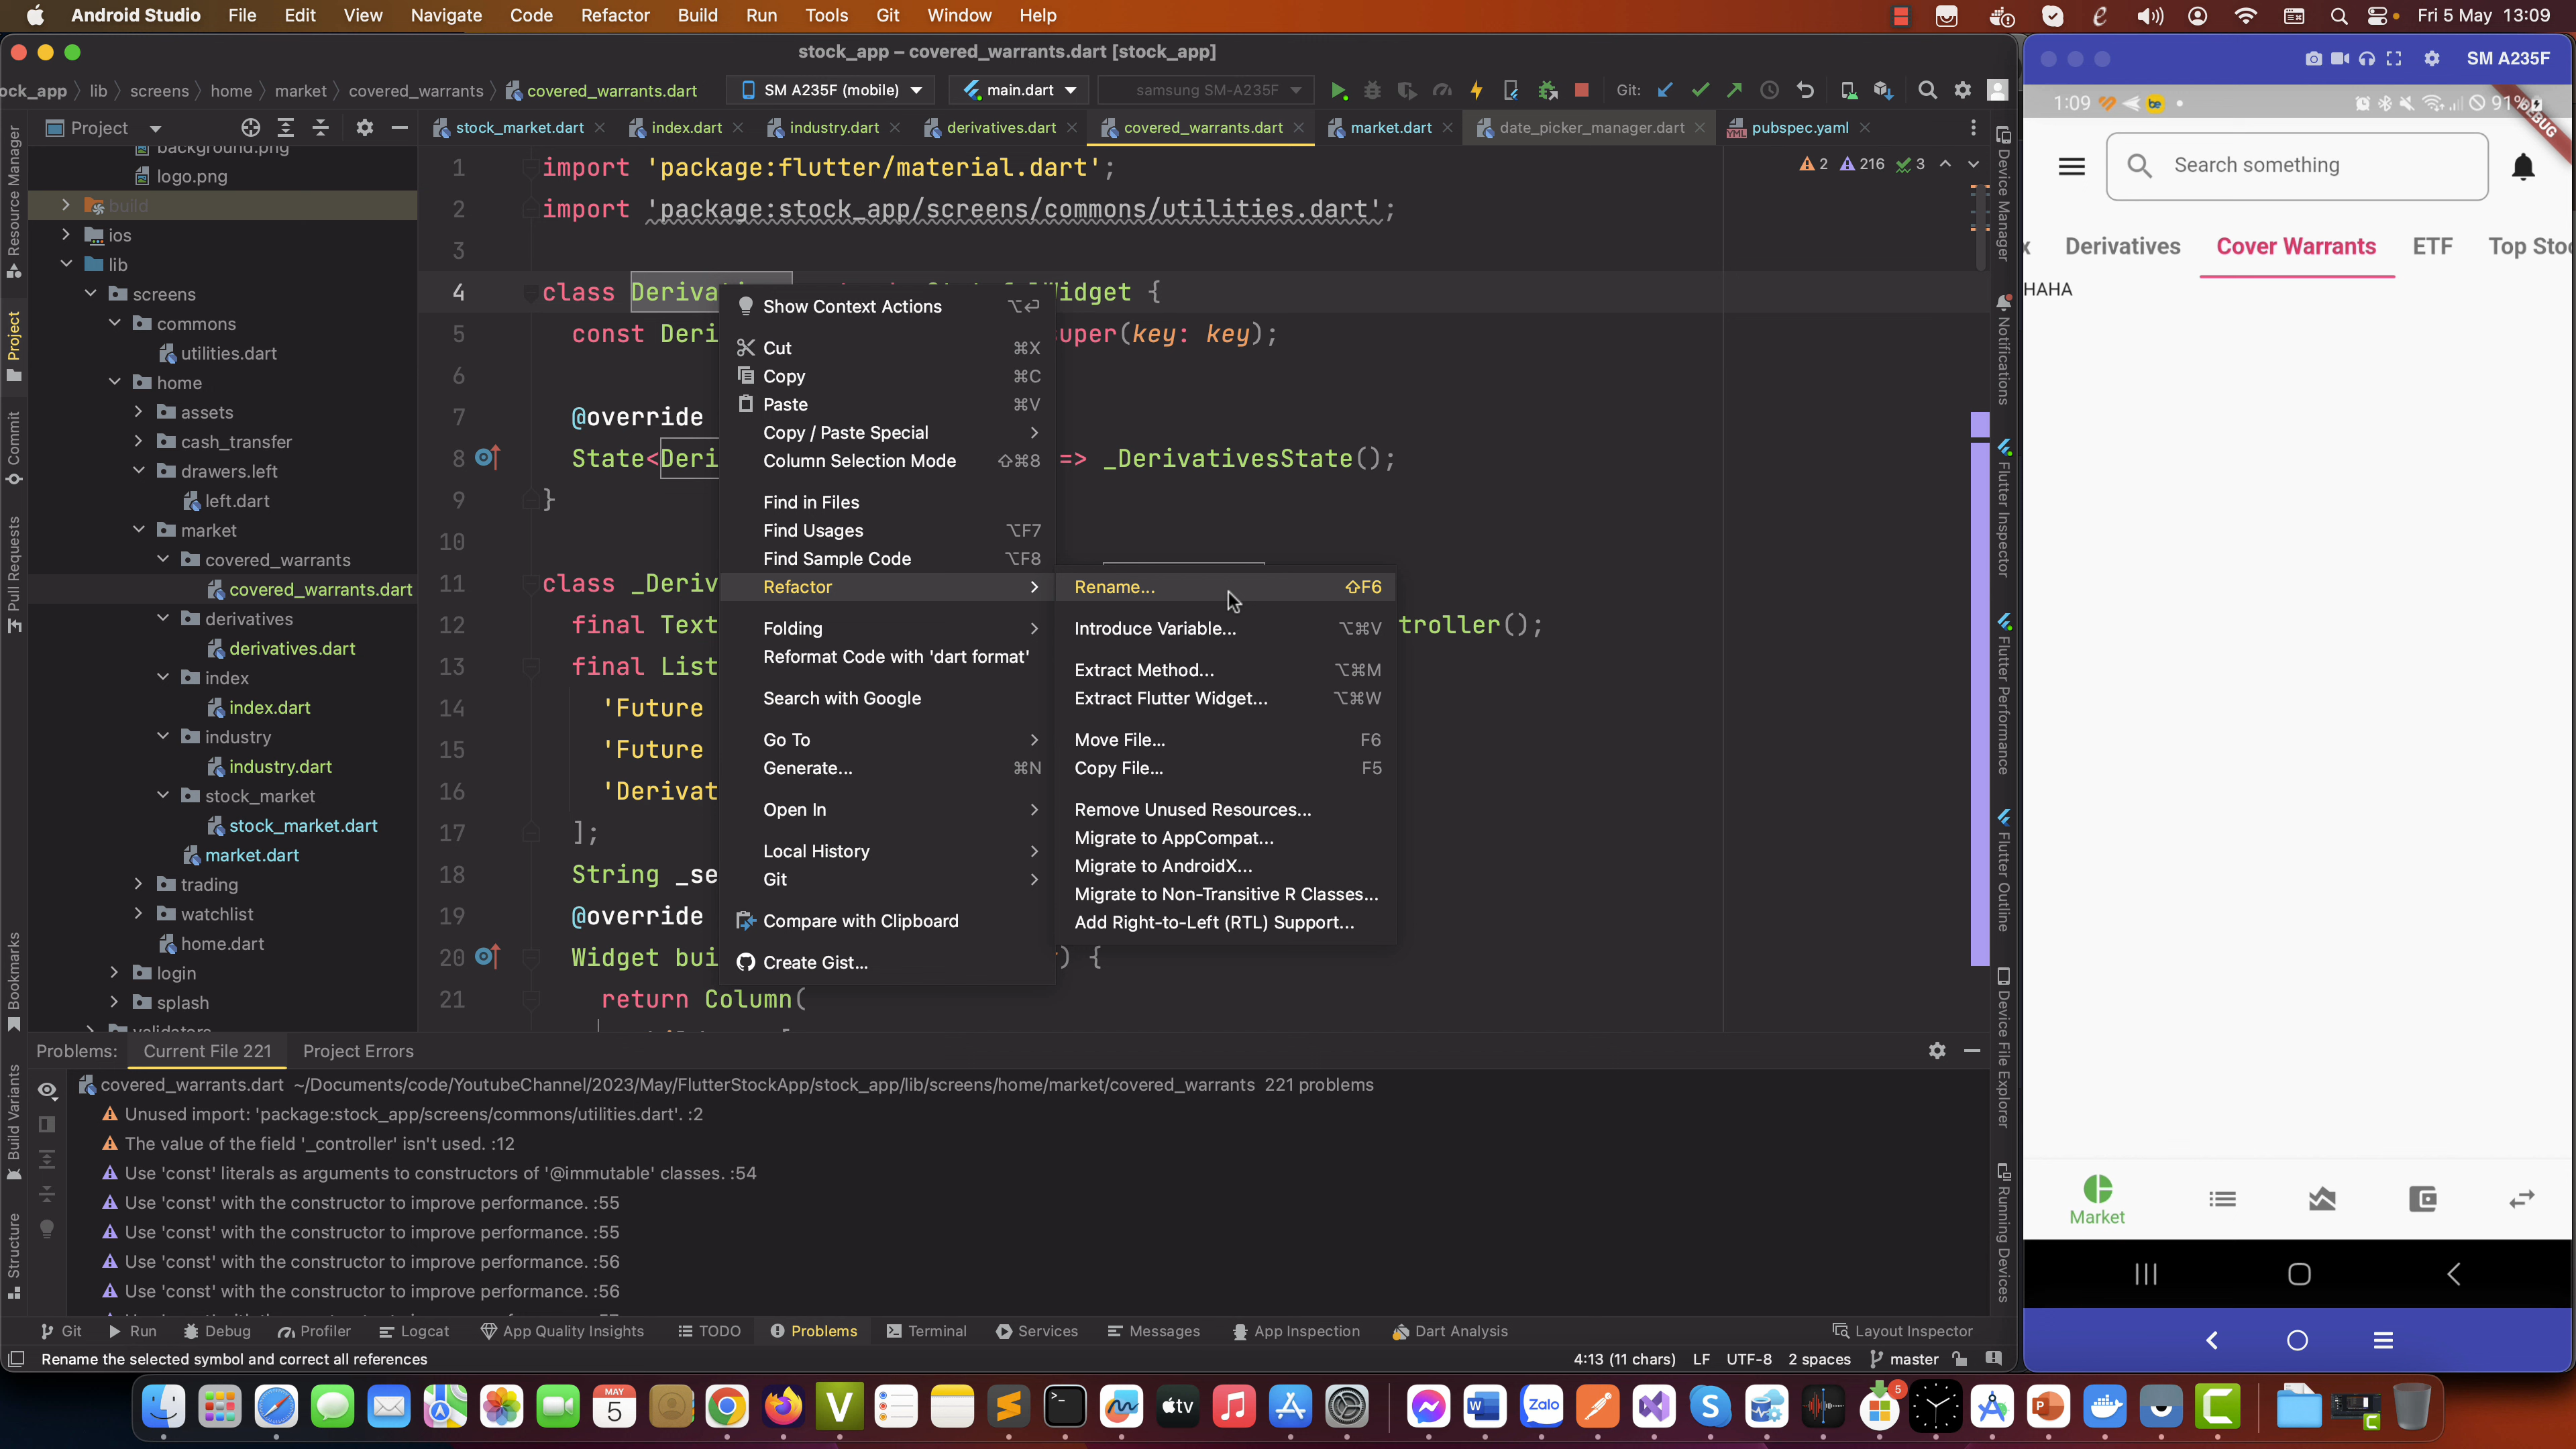 Android Studio File Edit View Navigate Code Refactor Build Run Tools Git Window Help Fri 5 May 13:09
stock_app – covered_warrants.dart [stock_app]
SM A235F
ock_app lib screens home market covered_warrants covered_warrants.dart SM A235F (mobile) main.dart samsung SM-A235F Git:
Project stock_market.dart index.dart industry.dart derivatives.dart covered_warrants.dart market.dart date_picker_manager.dart pubspec.yaml
Resource Manager
Project
Commit
Pull Requests
Bookmarks
Build Variants
Structure
background.png
logo.png
build
ios
lib
screens
commons
utilities.dart
home
assets
cash_transfer
drawers.left
left.dart
market
covered_warrants
covered_warrants.dart
derivatives
derivatives.dart
index
index.dart
industry
industry.dart
stock_market
stock_market.dart
market.dart
trading
watchlist
home.dart
login
splash
validators
2 216 3
1 import 'package:flutter/material.dart';
2 import 'package:stock_app/screens/commons/utilities.dart';
3
4 class Deriva Widget {
5 const Deri uper(key: key);
6
7 @override
8 State<Deri => _DerivativesState();
9 }
10
11 class _Deriv
12 final Text troller();
13 final List
14 'Future
15 'Future
16 'Derivat
17 ];
18 String _se
19 @override
20 Widget bui ) {
21 return Column(
Show Context Actions ⌥⏎
Cut ⌘X
Copy ⌘C
Paste ⌘V
Copy / Paste Special
Column Selection Mode ⇧⌘8
Find in Files
Find Usages ⌥F7
Find Sample Code ⌥F8
Refactor
Folding
Reformat Code with 'dart format'
Search with Google
Go To
Generate... ⌘N
Open In
Local History
Git
Compare with Clipboard
Create Gist...
Rename... ⇧F6
Introduce Variable... ⌥⌘V
Extract Method... ⌥⌘M
Extract Flutter Widget... ⌥⌘W
Move File... F6
Copy File... F5
Remove Unused Resources...
Migrate to AppCompat...
Migrate to AndroidX...
Migrate to Non-Transitive R Classes...
Add Right-to-Left (RTL) Support...
Device Manager
Notifications
Flutter Inspector
Flutter Performance
Flutter Outline
Device File Explorer
Running Devices
Problems: Current File 221 Project Errors
covered_warrants.dart ~/Documents/code/YoutubeChannel/2023/May/FlutterStockApp/stock_app/lib/screens/home/market/covered_warrants 221 problems
Unused import: 'package:stock_app/screens/commons/utilities.dart'. :2
The value of the field '_controller' isn't used. :12
Use 'const' literals as arguments to constructors of '@immutable' classes. :54
Use 'const' with the constructor to improve performance. :55
Use 'const' with the constructor to improve performance. :55
Use 'const' with the constructor to improve performance. :56
Use 'const' with the constructor to improve performance. :56
Git Run Debug Profiler Logcat App Quality Insights TODO Problems Terminal Services Messages App Inspection Dart Analysis Layout Inspector
Rename the selected symbol and correct all references 4:13 (11 chars) LF UTF-8 2 spaces master
1:09 be 91%
DEBUG
Search something
x Derivatives Cover Warrants ETF Top Stoc
HAHA
Market
MAY
5
V
tv
W
Zalo
S
5
P
C